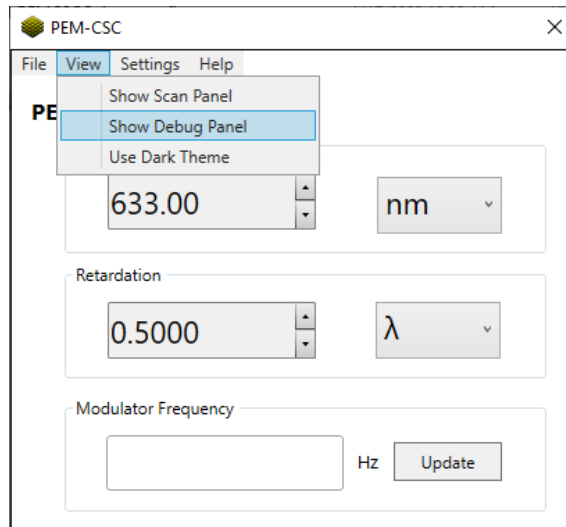 PEM-CSC
File View Settings Help
Show Scan Panel
PE
Show Debug Panel
Use Dark Theme
633.00 nm
Retardation
0.5000 λ
Modulator Frequency
Hz Update